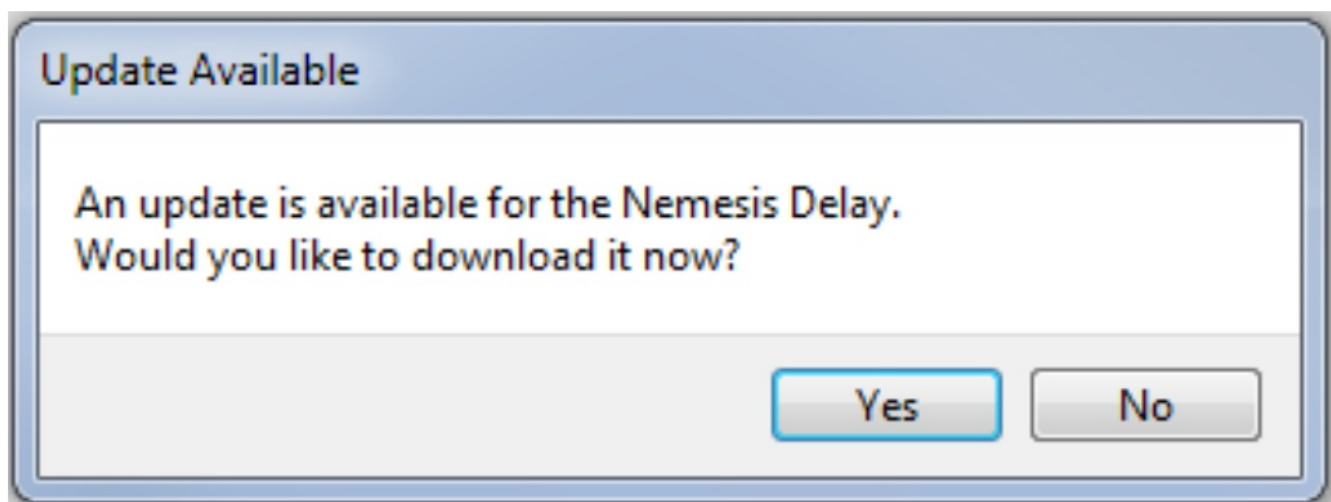 Update Available
An update is available for the Nemesis Delay.
Would you like to download it now?
Yes
No